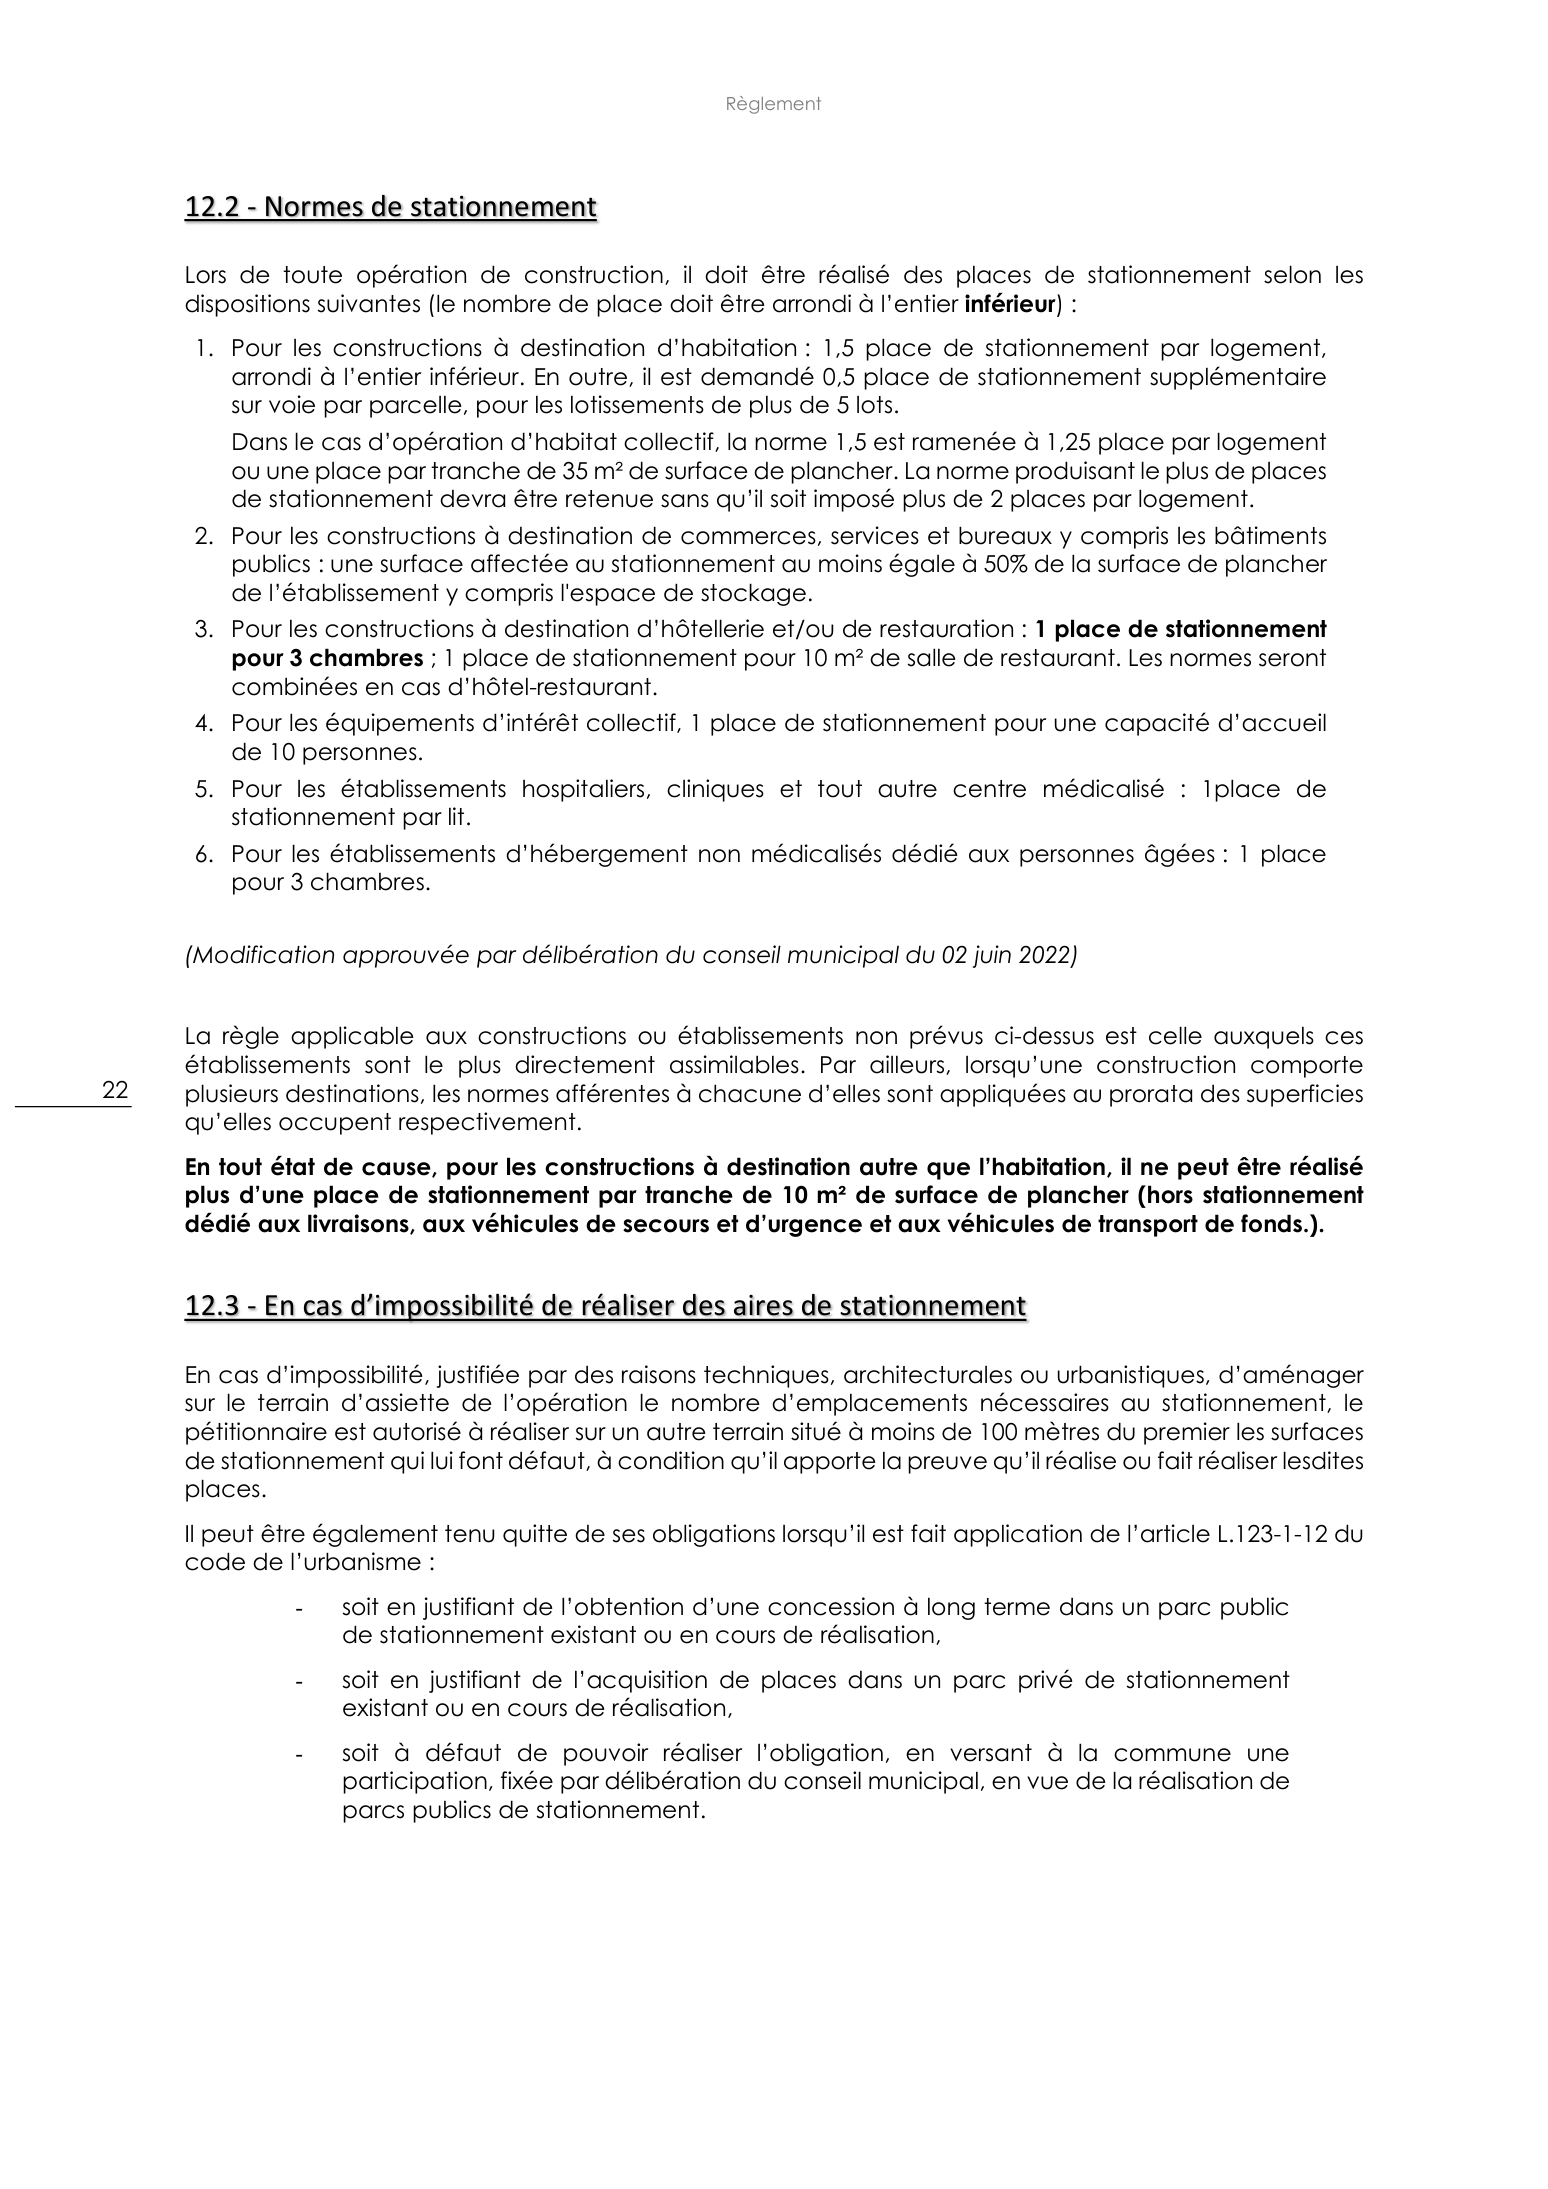 Règlement
12.2 - Normes de stationnement
Lors de toute opération de construction, il doit être réalisé des places de stationnement selon les
dispositions suivantes (le nombre de place doit être arrondi à l’entier inférieur) :
1. Pour les constructions à destination d’habitation : 1,5 place de stationnement par logement,
arrondi à l’entier inférieur. En outre, il est demandé 0,5 place de stationnement supplémentaire
sur voie par parcelle, pour les lotissements de plus de 5 lots.
Dans le cas d’opération d’habitat collectif, la norme 1,5 est ramenée à 1,25 place par logement
ou une place par tranche de 35 m² de surface de plancher. La norme produisant le plus de places
de stationnement devra être retenue sans qu’il soit imposé plus de 2 places par logement.
2. Pour les constructions à destination de commerces, services et bureaux y compris les bâtiments
publics : une surface affectée au stationnement au moins égale à 50% de la surface de plancher
de l’établissement y compris l'espace de stockage.
3. Pour les constructions à destination d’hôtellerie et/ou de restauration : 1 place de stationnement
pour 3 chambres ; 1 place de stationnement pour 10 m² de salle de restaurant. Les normes seront
combinées en cas d’hôtel-restaurant.
4. Pour les équipements d’intérêt collectif, 1 place de stationnement pour une capacité d’accueil
de 10 personnes.
5. Pour les établissements hospitaliers, cliniques et tout autre centre médicalisé : 1place de
stationnement par lit.
6. Pour les établissements d’hébergement non médicalisés dédié aux personnes âgées : 1 place
pour 3 chambres.
(Modification approuvée par délibération du conseil municipal du 02 juin 2022)
La règle applicable aux constructions ou établissements non prévus ci-dessus est celle auxquels ces
établissements sont le plus directement assimilables. Par ailleurs, lorsqu’une construction comporte
plusieurs destinations, les normes afférentes à chacune d’elles sont appliquées au prorata des superficies
qu’elles occupent respectivement.
22
En tout état de cause, pour les constructions à destination autre que l’habitation, il ne peut être réalisé
plus d’une place de stationnement par tranche de 10 m² de surface de plancher (hors stationnement
dédié aux livraisons, aux véhicules de secours et d’urgence et aux véhicules de transport de fonds.).
12.3 - En cas d’impossibilité de réaliser des aires de stationnement
En cas d’impossibilité, justifiée par des raisons techniques, architecturales ou urbanistiques, d’aménager
sur le terrain d’assiette de l’opération le nombre d’emplacements nécessaires au stationnement, le
pétitionnaire est autorisé à réaliser sur un autre terrain situé à moins de 100 mètres du premier les surfaces
de stationnement qui lui font défaut, à condition qu’il apporte la preuve qu’il réalise ou fait réaliser lesdites
places.
Il peut être également tenu quitte de ses obligations lorsqu’il est fait application de l’article L.123-1-12 du
code de l’urbanisme :
- soit en justifiant de l’obtention d’une concession à long terme dans un parc public
de stationnement existant ou en cours de réalisation,
- soit en justifiant de l’acquisition de places dans un parc privé de stationnement
existant ou en cours de réalisation,
- soit à défaut de pouvoir réaliser l’obligation, en versant à la commune une
participation, fixée par délibération du conseil municipal, en vue de la réalisation de
parcs publics de stationnement.